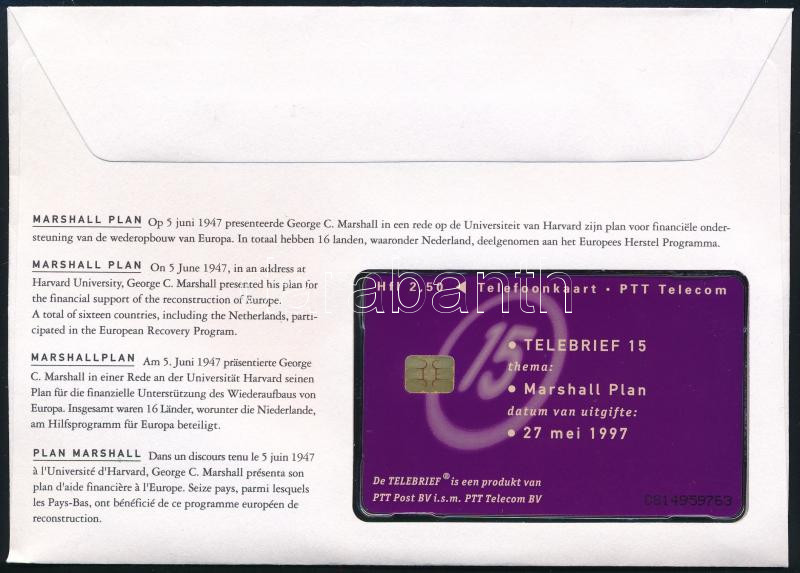 MARSHALL PLAN Op 5 juni 1947 presenteerde George C. Marshall in een rede op de Universiteit van Harvard zijn plan voor financiële onder-
steuning van de wederopbouw van Europa. In totaal hebben 16 landen, waaronder Nederland, deelgenomen aan het Europees Herstel Programma.
MARSHALL PLAN On 5 June 1947, in an address at
Harvard University, George C. Marshall presented his plan for
the financial support of the reconstruction of Europe.
A total of sixteen countries, including the Netherlands, parti-
cipated in the European Recovery Program.
MARSHALLPLAN Am 5. Juni 1947 präsentierte George
C. Marshall in einer Rede an der Universität Harvard seinen
Plan für die finanzielle Unterstützung des Wiederaufbaus von
Europa. Insgesamt waren 16 Länder, worunter die Niederlande,
am Hilfsprogramm für Europa beteiligt.
PLAN MARSHALL Dans un discours tenu le 5 juin 1947
à l'Université d'Harvard, George C. Marshall présenta son
plan d'aide financière à l'Europe. Seize pays, parmi lesquels
les Pays-Bas, ont bénéficié de ce programme européen de
reconstruction.
Hfl 2,50 ◀ Telefoonkaart • PTT Telecom
15
• TELEBRIEF 15
thema:
• Marshall Plan
datum van uitgifte:
• 27 mei 1997
De TELEBRIEF® is een produkt van
PTT Post BV i.s.m. PTT Telecom BV
C814959763
darabanth